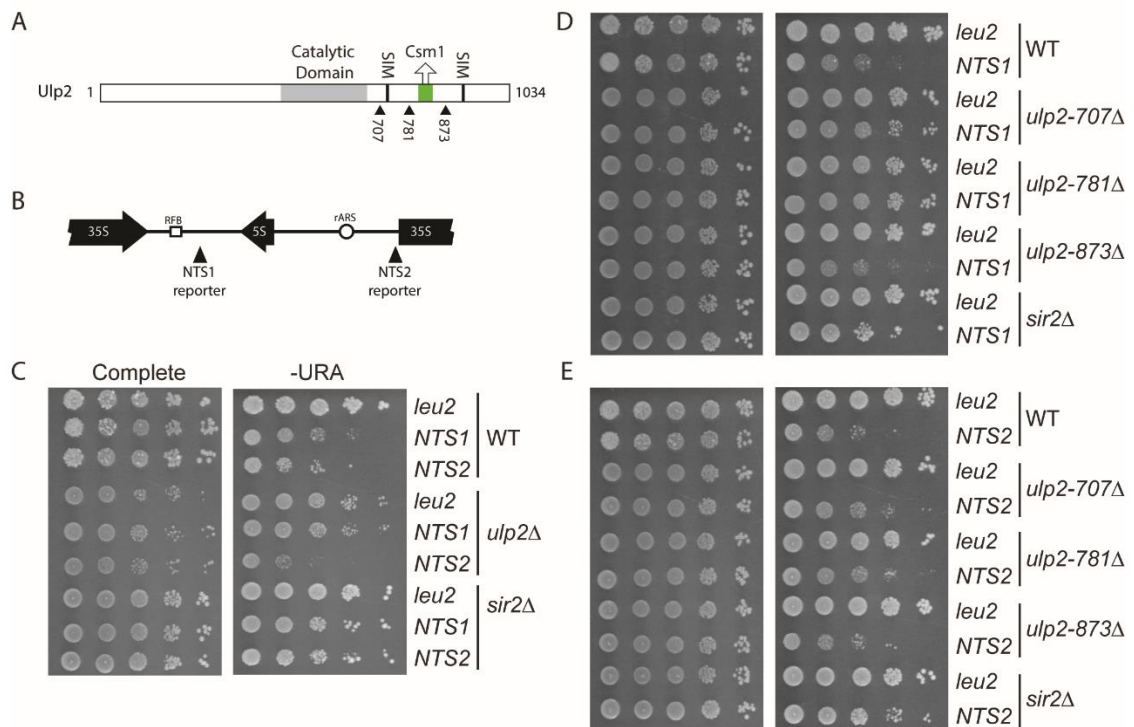 A
Catalytic Domain
SIM
Csm1
SIM
Ulp2 1
1034
707
781
873
B
35S
RFB
5S
rARS
35S
NTS1 reporter
NTS2 reporter
C
Complete
-URA
leu2
NTS1
NTS2
WT
leu2
NTS1
NTS2
ulp2Δ
leu2
NTS1
NTS2
sir2Δ
D
leu2
NTS1
WT
leu2
NTS1
ulp2-707Δ
leu2
NTS1
ulp2-781Δ
leu2
NTS1
ulp2-873Δ
leu2
NTS1
sir2Δ
E
leu2
NTS2
WT
leu2
NTS2
ulp2-707Δ
leu2
NTS2
ulp2-781Δ
leu2
NTS2
ulp2-873Δ
leu2
NTS2
sir2Δ